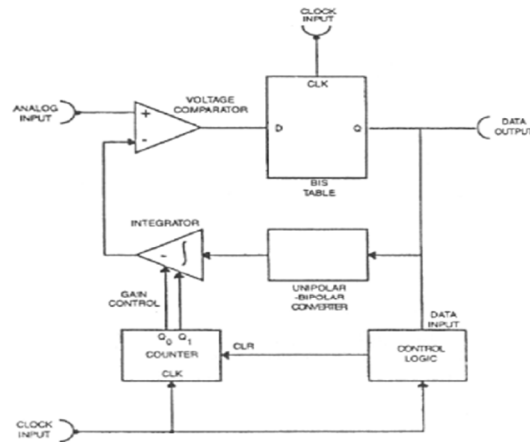 CLOCK
INPUT
CLK
VOLTAGE
COMPARATOR
ANALOG
INPUT
+
-
D
Q
DATA
OUTPUT
BIS
TABLE
INTEGRATOR
-
∫
UNIPOLAR
-BIPOLAR
CONVERTER
GAIN
CONTROL
DATA
INPUT
Q0 Q1
COUNTER
CLK
CLR
CONTROL
LOGIC
CLOCK
INPUT